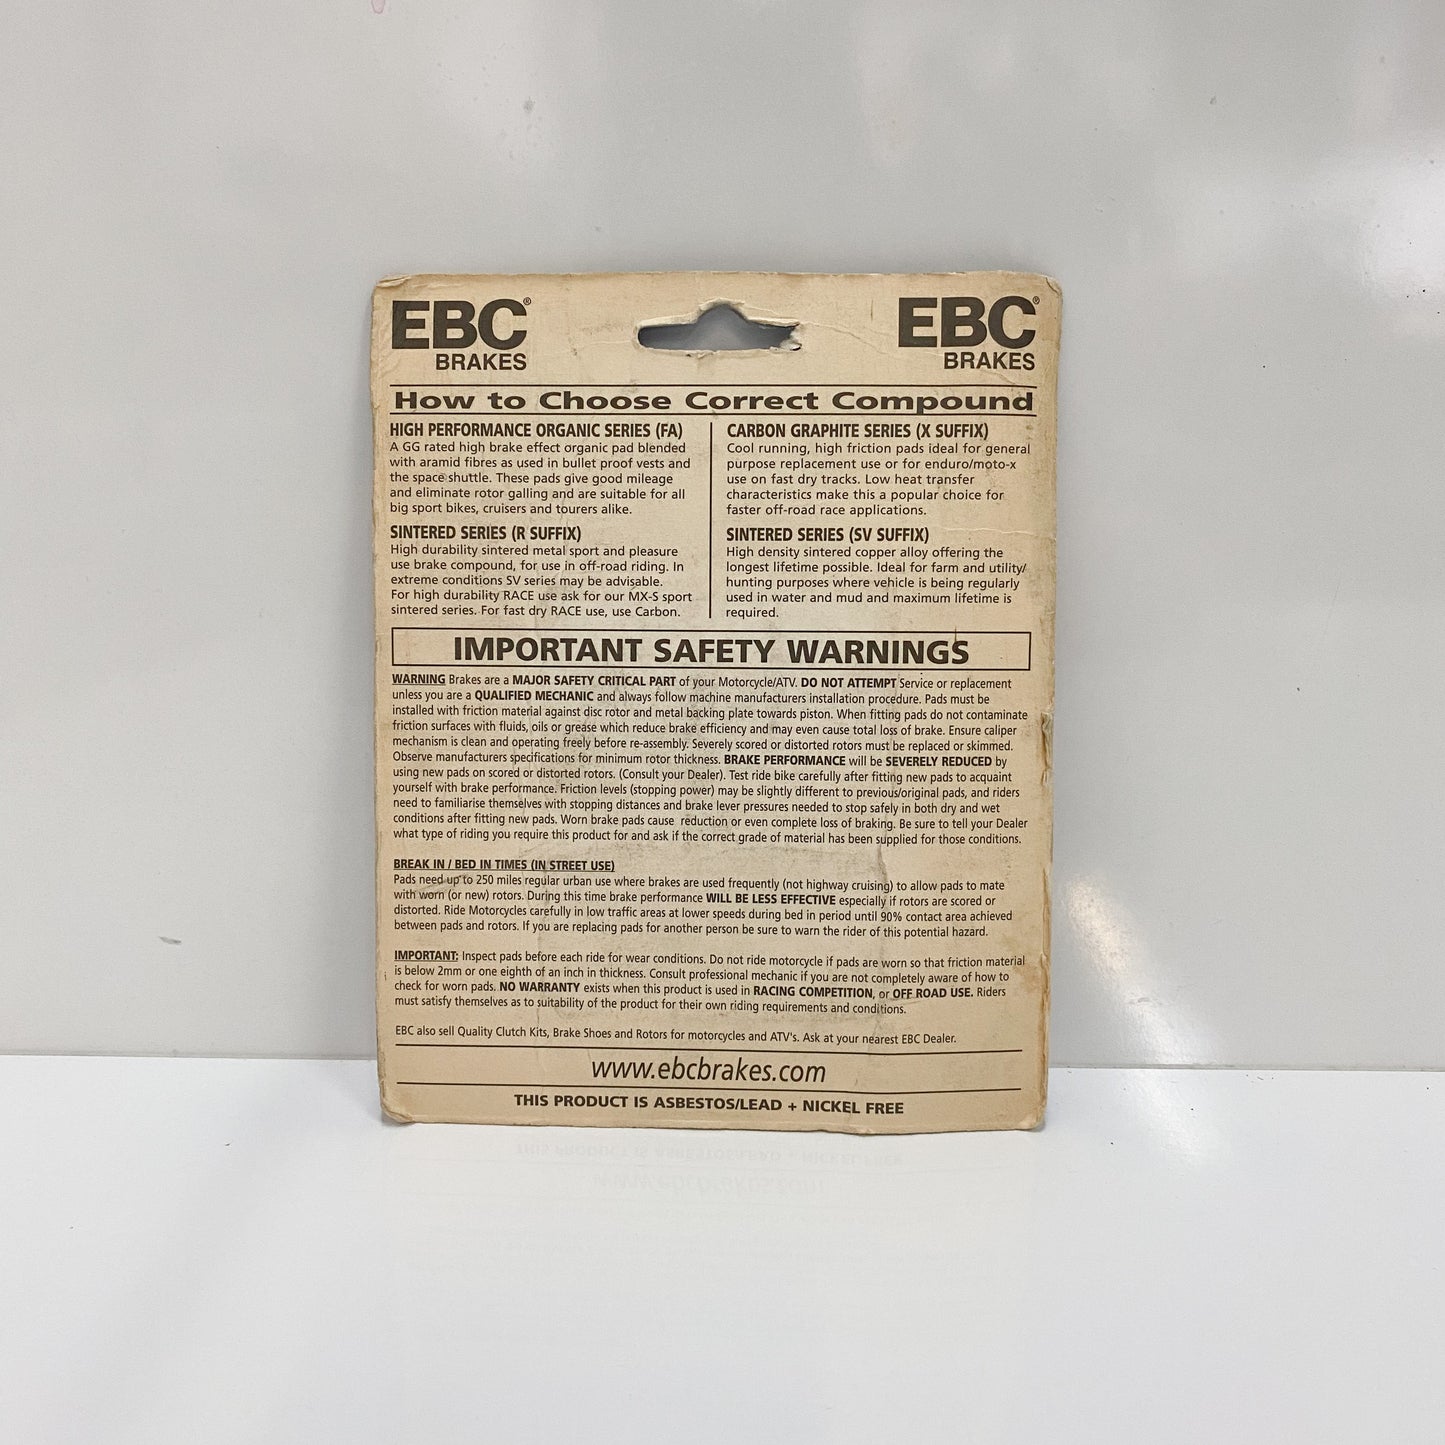 EBC® EBC®
BRAKES BRAKES
How to Choose Correct Compound
HIGH PERFORMANCE ORGANIC SERIES (FA)
A GG rated high brake effect organic pad blended
with aramid fibres as used in bullet proof vests and
the space shuttle. These pads give good mileage
and eliminate rotor galling and are suitable for all
big sport bikes, cruisers and tourers alike.
SINTERED SERIES (R SUFFIX)
High durability sintered metal sport and pleasure
use brake compound, for use in off-road riding. In
extreme conditions SV series may be advisable.
For high durability RACE use ask for our MX-S sport
sintered series. For fast dry RACE use, use Carbon.
CARBON GRAPHITE SERIES (X SUFFIX)
Cool running, high friction pads ideal for general
purpose replacement use or for enduro/moto-x
use on fast dry tracks. Low heat transfer
characteristics make this a popular choice for
faster off-road race applications.
SINTERED SERIES (SV SUFFIX)
High density sintered copper alloy offering the
longest lifetime possible. Ideal for farm and utility/
hunting purposes where vehicle is being regularly
used in water and mud and maximum lifetime is
required.
IMPORTANT SAFETY WARNINGS
WARNING Brakes are a MAJOR SAFETY CRITICAL PART of your Motorcycle/ATV. DO NOT ATTEMPT Service or replacement
unless you are a QUALIFIED MECHANIC and always follow machine manufacturers installation procedure. Pads must be
installed with friction material against disc rotor and metal backing plate towards piston. When fitting pads do not contaminate
friction surfaces with fluids, oils or grease which reduce brake efficiency and may even cause total loss of brake. Ensure caliper
mechanism is clean and operating freely before re-assembly. Severely scored or distorted rotors must be replaced or skimmed.
Observe manufacturers specifications for minimum rotor thickness. BRAKE PERFORMANCE will be SEVERELY REDUCED by
using new pads on scored or distorted rotors. (Consult your Dealer). Test ride bike carefully after fitting new pads to acquaint
yourself with brake performance. Friction levels (stopping power) may be slightly different to previous/original pads, and riders
need to familiarise themselves with stopping distances and brake lever pressures needed to stop safely in both dry and wet
conditions after fitting new pads. Worn brake pads cause reduction or even complete loss of braking. Be sure to tell your Dealer
what type of riding you require this product for and ask if the correct grade of material has been supplied for those conditions.
BREAK IN / BED IN TIMES (IN STREET USE)
Pads need up to 250 miles regular urban use where brakes are used frequently (not highway cruising) to allow pads to mate
with worn (or new) rotors. During this time brake performance WILL BE LESS EFFECTIVE especially if rotors are scored or
distorted. Ride Motorcycles carefully in low traffic areas at lower speeds during bed in period until 90% contact area achieved
between pads and rotors. If you are replacing pads for another person be sure to warn the rider of this potential hazard.
IMPORTANT: Inspect pads before each ride for wear conditions. Do not ride motorcycle if pads are worn so that friction material
is below 2mm or one eighth of an inch in thickness. Consult professional mechanic if you are not completely aware of how to
check for worn pads. NO WARRANTY exists when this product is used in RACING COMPETITION, or OFF ROAD USE. Riders
must satisfy themselves as to suitability of the product for their own riding requirements and conditions.
EBC also sell Quality Clutch Kits, Brake Shoes and Rotors for motorcycles and ATV's. Ask at your nearest EBC Dealer.
www.ebcbrakes.com
THIS PRODUCT IS ASBESTOS/LEAD + NICKEL FREE